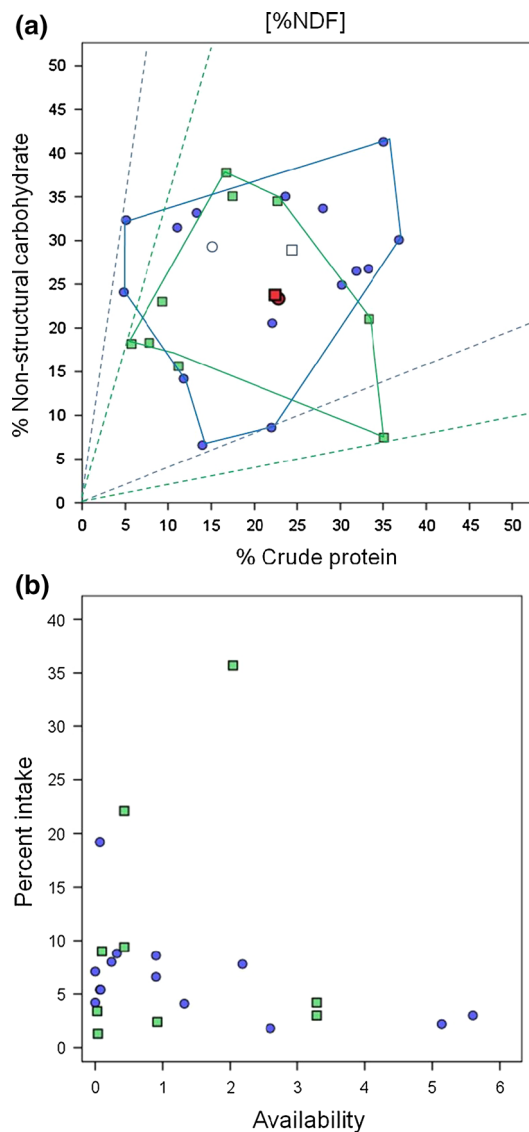 (a)
[%NDF]
% Non-structural carbohydrate
50
45
40
35
30
25
20
15
10
5
0
0 5 10 15 20 25 30 35 40 45 50
% Crude protein
(b)
Percent intake
40
35
30
25
20
15
10
5
0
0 1 2 3 4 5 6
Availability